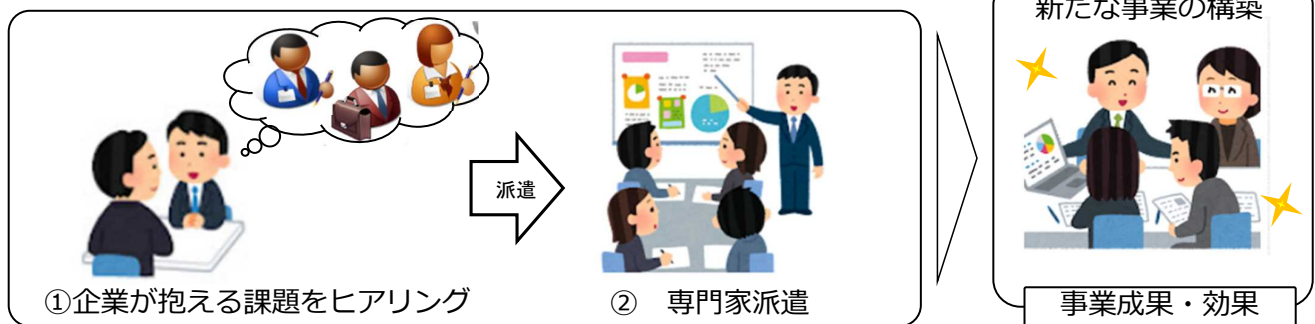 新たな事業の構築
派遣
①企業が抱える課題をヒアリング
② 専門家派遣
事業成果・効果